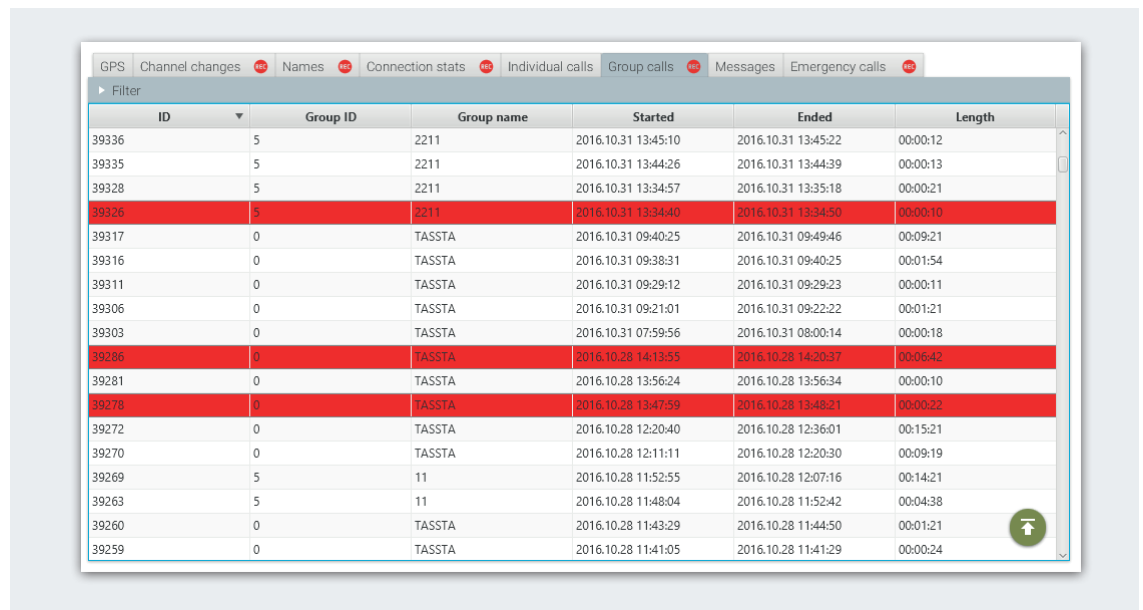 GPS Channel changes REC Names REC Connection stats REC Individual calls Group calls REC Messages Emergency calls REC
Filter
ID Group ID Group name Started Ended Length
39336 5 2211 2016.10.31 13:45:10 2016.10.31 13:45:22 00:00:12
39335 5 2211 2016.10.31 13:44:26 2016.10.31 13:44:39 00:00:13
39328 5 2211 2016.10.31 13:34:57 2016.10.31 13:35:18 00:00:21
39326 5 2211 2016.10.31 13:34:40 2016.10.31 13:34:50 00:00:10
39317 0 TASSTA 2016.10.31 09:40:25 2016.10.31 09:49:46 00:09:21
39316 0 TASSTA 2016.10.31 09:38:31 2016.10.31 09:40:25 00:01:54
39311 0 TASSTA 2016.10.31 09:29:12 2016.10.31 09:29:23 00:00:11
39306 0 TASSTA 2016.10.31 09:21:01 2016.10.31 09:22:22 00:01:21
39303 0 TASSTA 2016.10.31 07:59:56 2016.10.31 08:00:14 00:00:18
39286 0 TASSTA 2016.10.28 14:13:55 2016.10.28 14:20:37 00:06:42
39281 0 TASSTA 2016.10.28 13:56:24 2016.10.28 13:56:34 00:00:10
39278 0 TASSTA 2016.10.28 13:47:59 2016.10.28 13:48:21 00:00:22
39272 0 TASSTA 2016.10.28 12:20:40 2016.10.28 12:36:01 00:15:21
39270 0 TASSTA 2016.10.28 12:11:11 2016.10.28 12:20:30 00:09:19
39269 5 11 2016.10.28 11:52:55 2016.10.28 12:07:16 00:14:21
39263 5 11 2016.10.28 11:48:04 2016.10.28 11:52:42 00:04:38
39260 0 TASSTA 2016.10.28 11:43:29 2016.10.28 11:44:50 00:01:21
39259 0 TASSTA 2016.10.28 11:41:05 2016.10.28 11:41:29 00:00:24